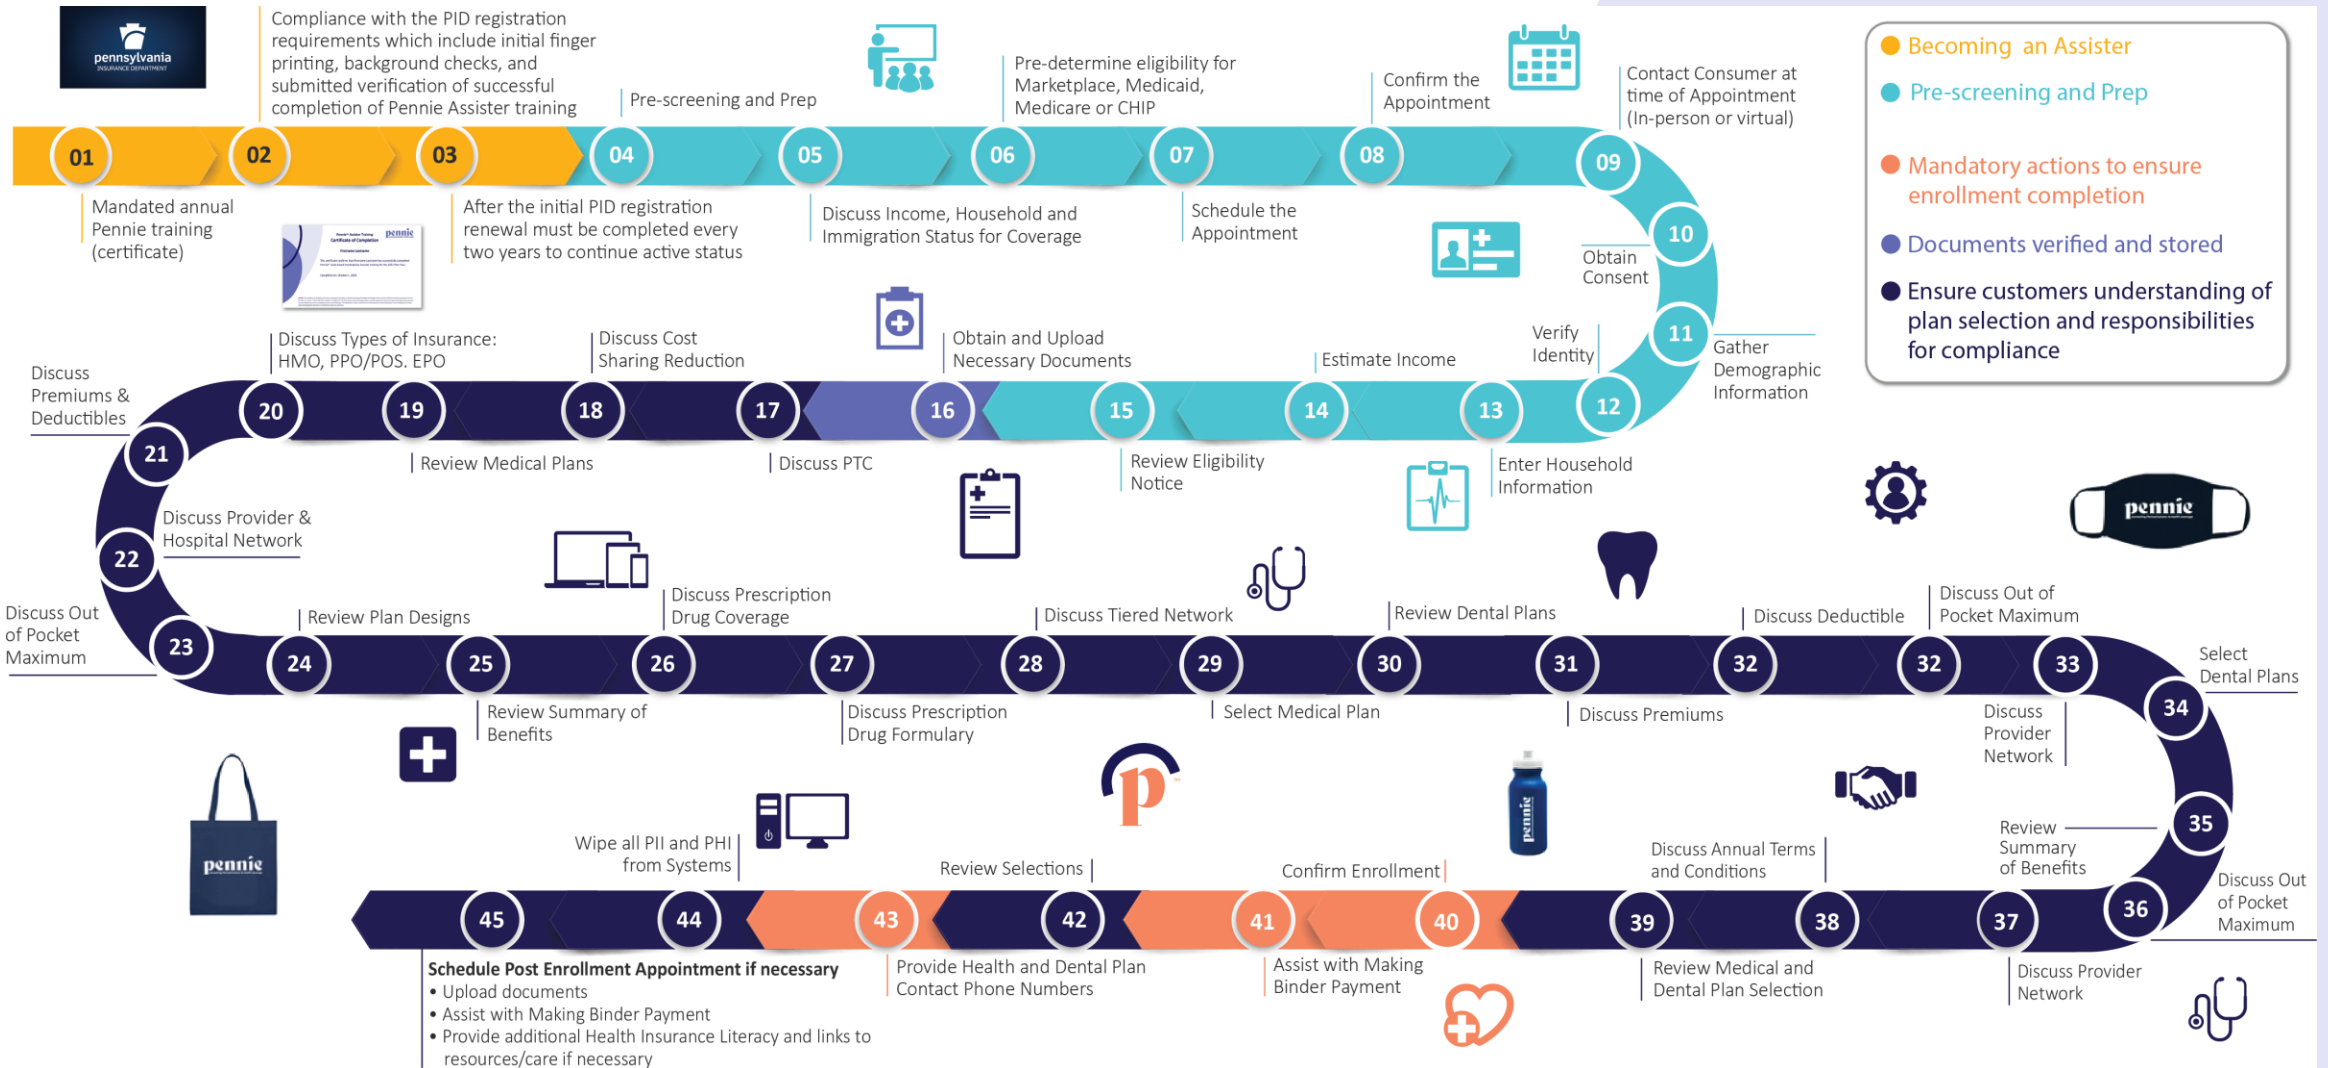 pennsylvania
INSURANCE DEPARTMENT
Compliance with the PID registration
requirements which include initial finger
printing, background checks, and
submitted verification of successful
completion of Pennie Assister training
Pre-screening and Prep
Pre-determine eligibility for
Marketplace, Medicaid,
Medicare or CHIP
Confirm the
Appointment
Contact Consumer at
time of Appointment
(In-person or virtual)
Becoming an Assister
Pre-screening and Prep
Mandatory actions to ensure
enrollment completion
Documents verified and stored
Ensure customers understanding of
plan selection and responsibilities
for compliance
01
02
03
04
05
06
07
08
09
Mandated annual
Pennie training
(certificate)
pennie
Certificate of Completion
After the initial PID registration
renewal must be completed every
two years to continue active status
Discuss Income, Household and
Immigration Status for Coverage
Schedule the
Appointment
10
Obtain
Consent
11
Gather
Demographic
Information
Verify
Identity
Estimate Income
Obtain and Upload
Necessary Documents
Discuss Cost
Sharing Reduction
Discuss Types of Insurance:
HMO, PPO/POS. EPO
Discuss
Premiums &
Deductibles
12
13
14
15
16
17
18
19
20
21
Enter Household
Information
Review Eligibility
Notice
Discuss PTC
Review Medical Plans
Discuss Provider &
Hospital Network
22
Discuss Out
of Pocket
Maximum
23
pennie
Review Plan Designs
Discuss Prescription
Drug Coverage
Discuss Tiered Network
Review Dental Plans
Discuss Deductible
Discuss Out of
Pocket Maximum
24
25
26
27
28
29
30
31
32
32
33
Select
Dental Plans
34
Review Summary of
Benefits
Discuss Prescription
Drug Formulary
Select Medical Plan
Discuss Premiums
Discuss
Provider
Network
35
Review
Summary
of Benefits
36
Discuss Out
of Pocket
Maximum
pennie
p
pennie
Wipe all PII and PHI
from Systems
Review Selections
Confirm Enrollment
Discuss Annual Terms
and Conditions
45
44
43
42
41
40
39
38
37
Schedule Post Enrollment Appointment if necessary
• Upload documents
• Assist with Making Binder Payment
• Provide additional Health Insurance Literacy and links to
resources/care if necessary
Provide Health and Dental Plan
Contact Phone Numbers
Assist with Making
Binder Payment
Review Medical and
Dental Plan Selection
Discuss Provider
Network